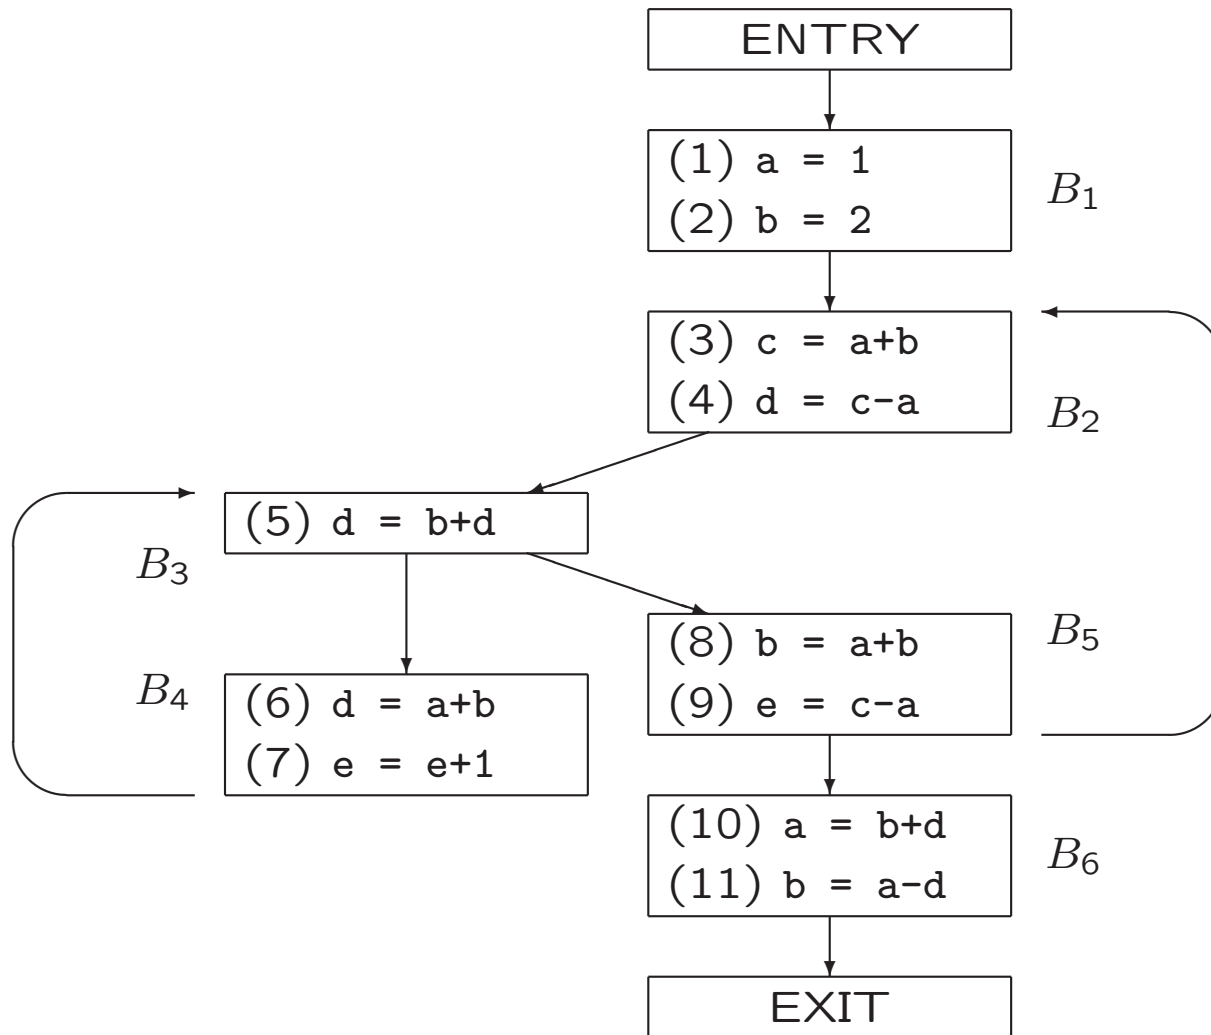 ENTRY
(1) a = 1
(2) b = 2
B1
(3) c = a+b
(4) d = c-a
B2
(5) d = b+d
B3
(8) b = a+b
(9) e = c-a
B5
B4
(6) d = a+b
(7) e = e+1
(10) a = b+d
(11) b = a-d
B6
EXIT